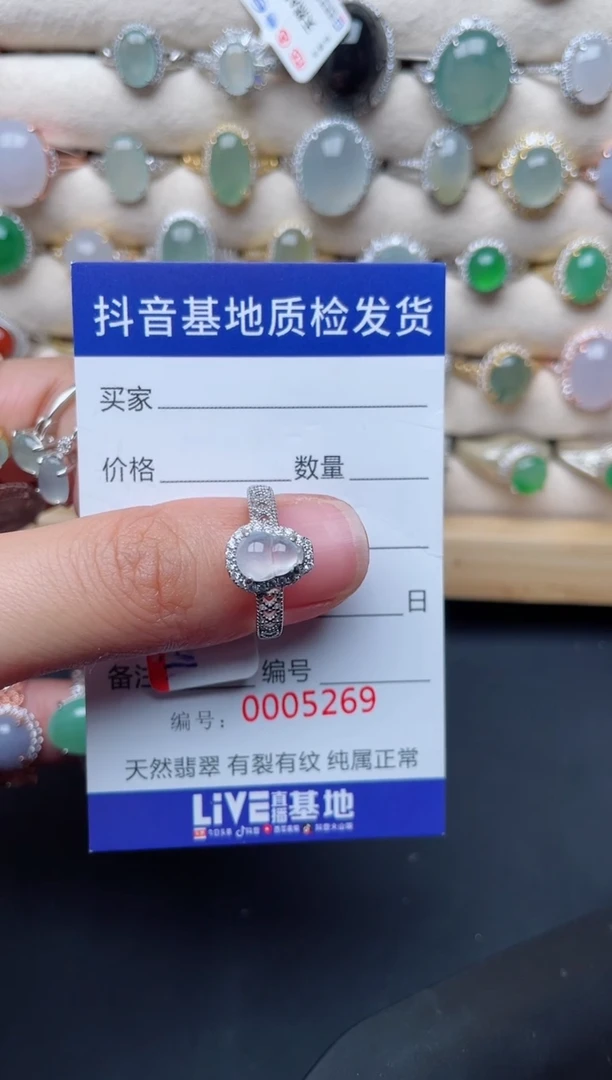 抖音基地质检发货
买家
价格 数量
日
备注 编号
编号: 0005269
天然翡翠 有裂有纹 纯属正常
LiVE直播基地